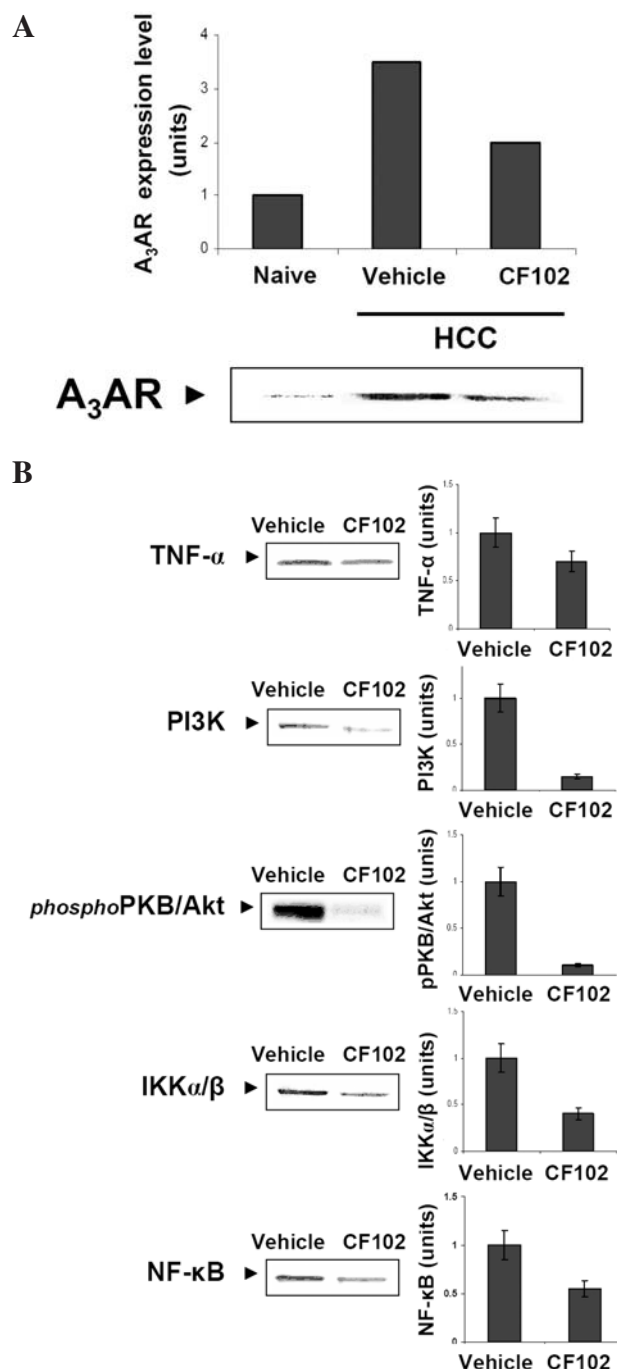 A
A₃AR expression level
(units)
4
3
2
1
0
Naive Vehicle CF102
HCC
A₃AR ►
B
Vehicle CF102
TNF-α ►
TNF-α (units)
1.5
1
0.5
0
Vehicle CF102
Vehicle CF102
PI3K ►
PI3K (units)
1
0.5
0
Vehicle CF102
Vehicle CF102
phosphoPKB/Akt ►
pPKB/Akt (unis)
1
0.5
0
Vehicle CF102
Vehicle CF102
IKKα/β ►
IKKα/β (units)
1
0.5
0
Vehicle CF102
Vehicle CF102
NF-κB ►
NF-κB (units)
1.5
1
0.5
0
Vehicle CF102